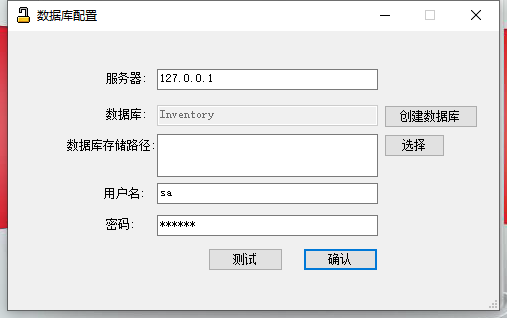 数据库配置
服务器: 127.0.0.1
数据库: Inventory 创建数据库
数据库存储路径: 选择
用户名: sa
密码: ******
测试 确认